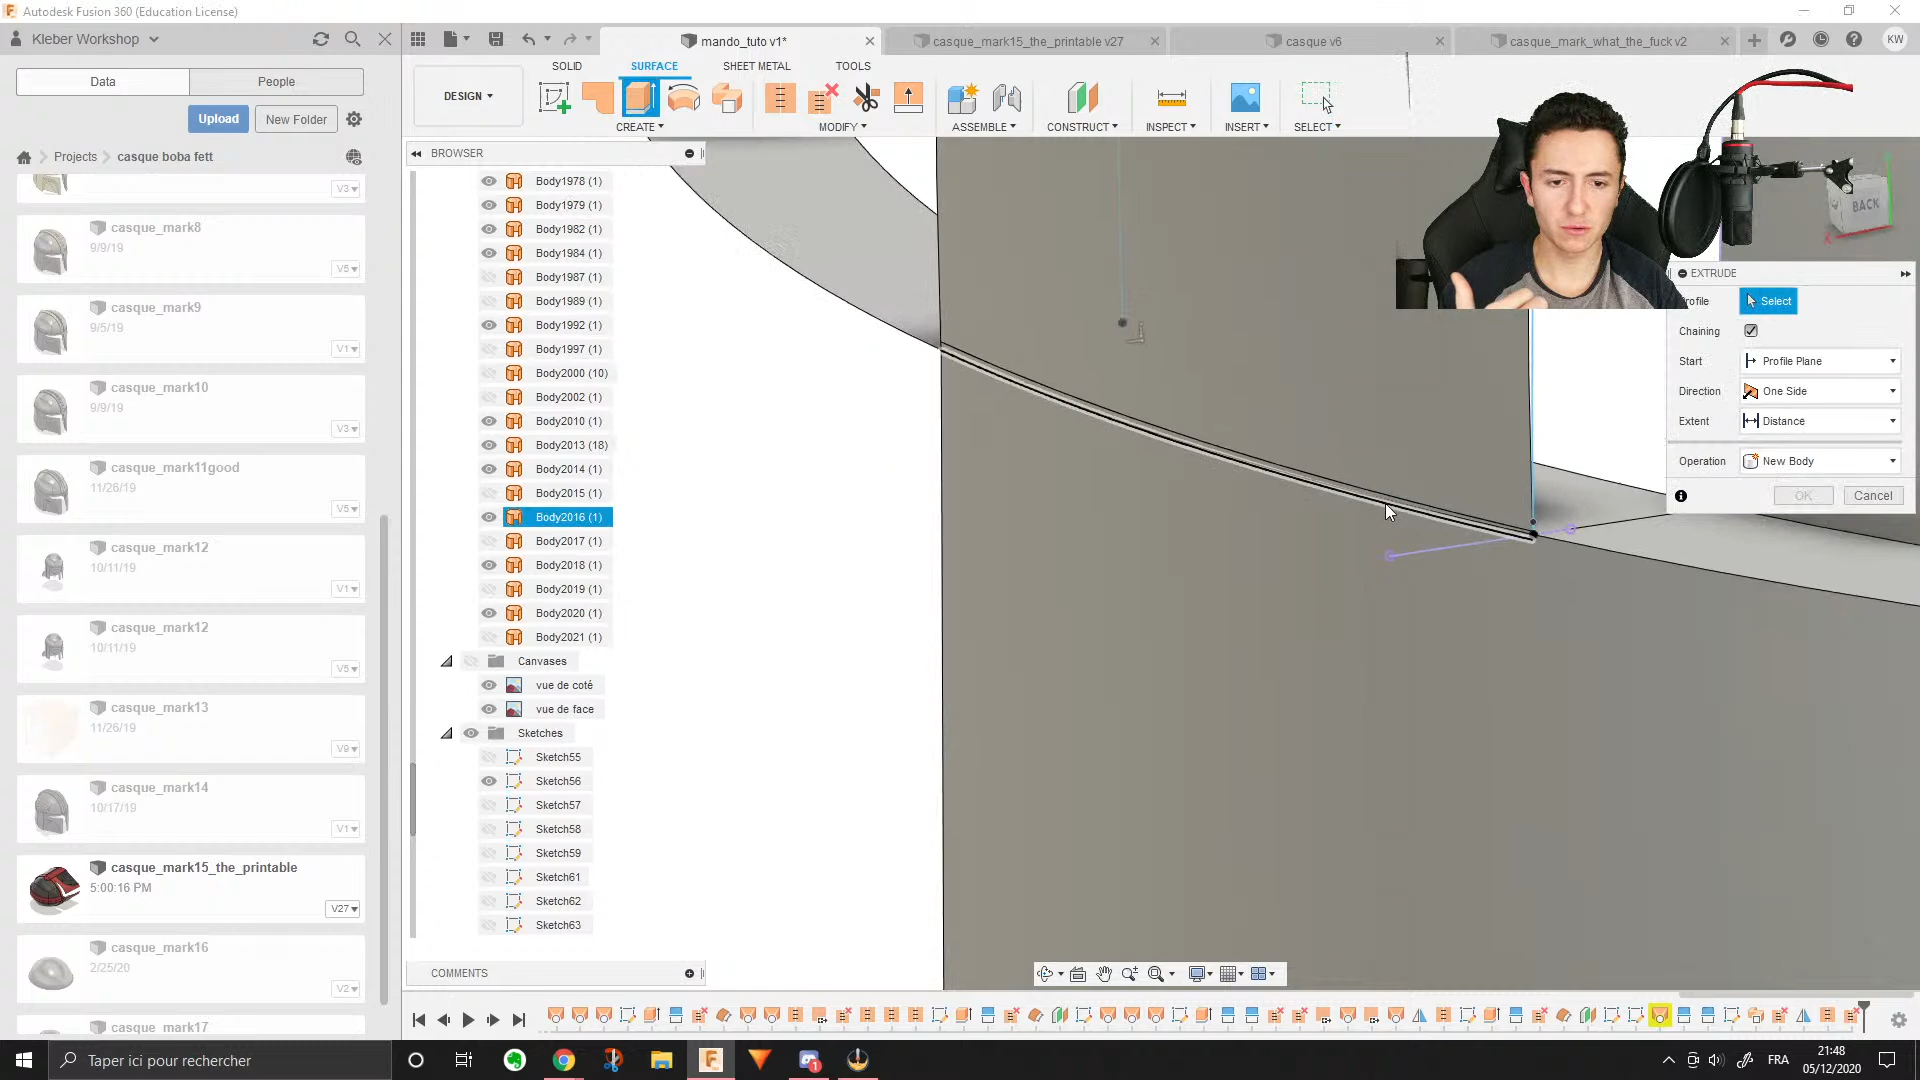 Autodesk Fusion 360 (Education License)
Kleber Workshop
mando_tuto v1*
casque_mark15_the_printable v27
casque v6
casque_mark_what_the_fuck v2
KW
Data
People
Upload
New Folder
Projects
casque boba fett
V3
casque_mark8
9/9/19
V5
casque_mark9
9/5/19
V1
casque_mark10
9/9/19
V3
casque_mark11good
11/26/19
V5
casque_mark12
10/11/19
V1
casque_mark12
10/11/19
V5
casque_mark13
11/26/19
V9
casque_mark14
10/17/19
V1
casque_mark15_the_printable
5:00:16 PM
V27
casque_mark16
2/25/20
V2
casque_mark17
DESIGN
SOLID
SURFACE
SHEET METAL
TOOLS
CREATE
MODIFY
ASSEMBLE
CONSTRUCT
INSPECT
INSERT
SELECT
BROWSER
Body1978 (1)
Body1979 (1)
Body1982 (1)
Body1984 (1)
Body1987 (1)
Body1989 (1)
Body1992 (1)
Body1997 (1)
Body2000 (10)
Body2002 (1)
Body2010 (1)
Body2013 (18)
Body2014 (1)
Body2015 (1)
Body2016 (1)
Body2017 (1)
Body2018 (1)
Body2019 (1)
Body2020 (1)
Body2021 (1)
Canvases
vue de coté
vue de face
Sketches
Sketch55
Sketch56
Sketch57
Sketch58
Sketch59
Sketch61
Sketch62
Sketch63
COMMENTS
BACK
EXTRUDE
Select
Chaining
Start
Profile Plane
Direction
One Side
Extent
Distance
Operation
New Body
OK
Cancel
Taper ici pour rechercher
FRA
21:48
05/12/2020